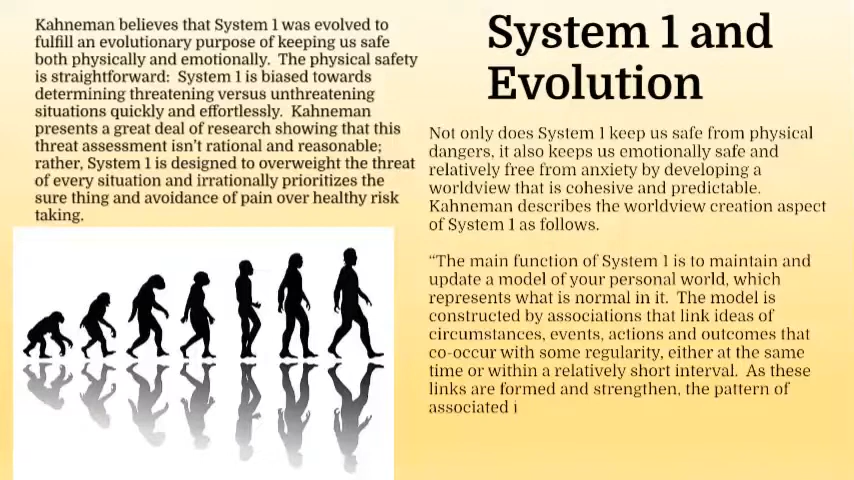 Kahneman believes that System 1 was evolved to
fulfill an evolutionary purpose of keeping us safe
both physically and emotionally. The physical safety
is straightforward: System 1 is biased towards
determining threatening versus unthreatening
situations quickly and effortlessly. Kahneman
presents a great deal of research showing that this
threat assessment isn't rational and reasonable;
rather, System 1 is designed to overweight the threat
of every situation and irrationally prioritizes the
sure thing and avoidance of pain over healthy risk
taking.
System 1 and
Evolution
Not only does System 1 keep us safe from physical
dangers, it also keeps us emotionally safe and
relatively free from anxiety by developing a
worldview that is cohesive and predictable.
Kahneman describes the worldview creation aspect
of System 1 as follows.
“The main function of System 1 is to maintain and
update a model of your personal world, which
represents what is normal in it. The model is
constructed by associations that link ideas of
circumstances, events, actions and outcomes that
co-occur with some regularity, either at the same
time or within a relatively short interval. As these
links are formed and strengthen, the pattern of
associated i